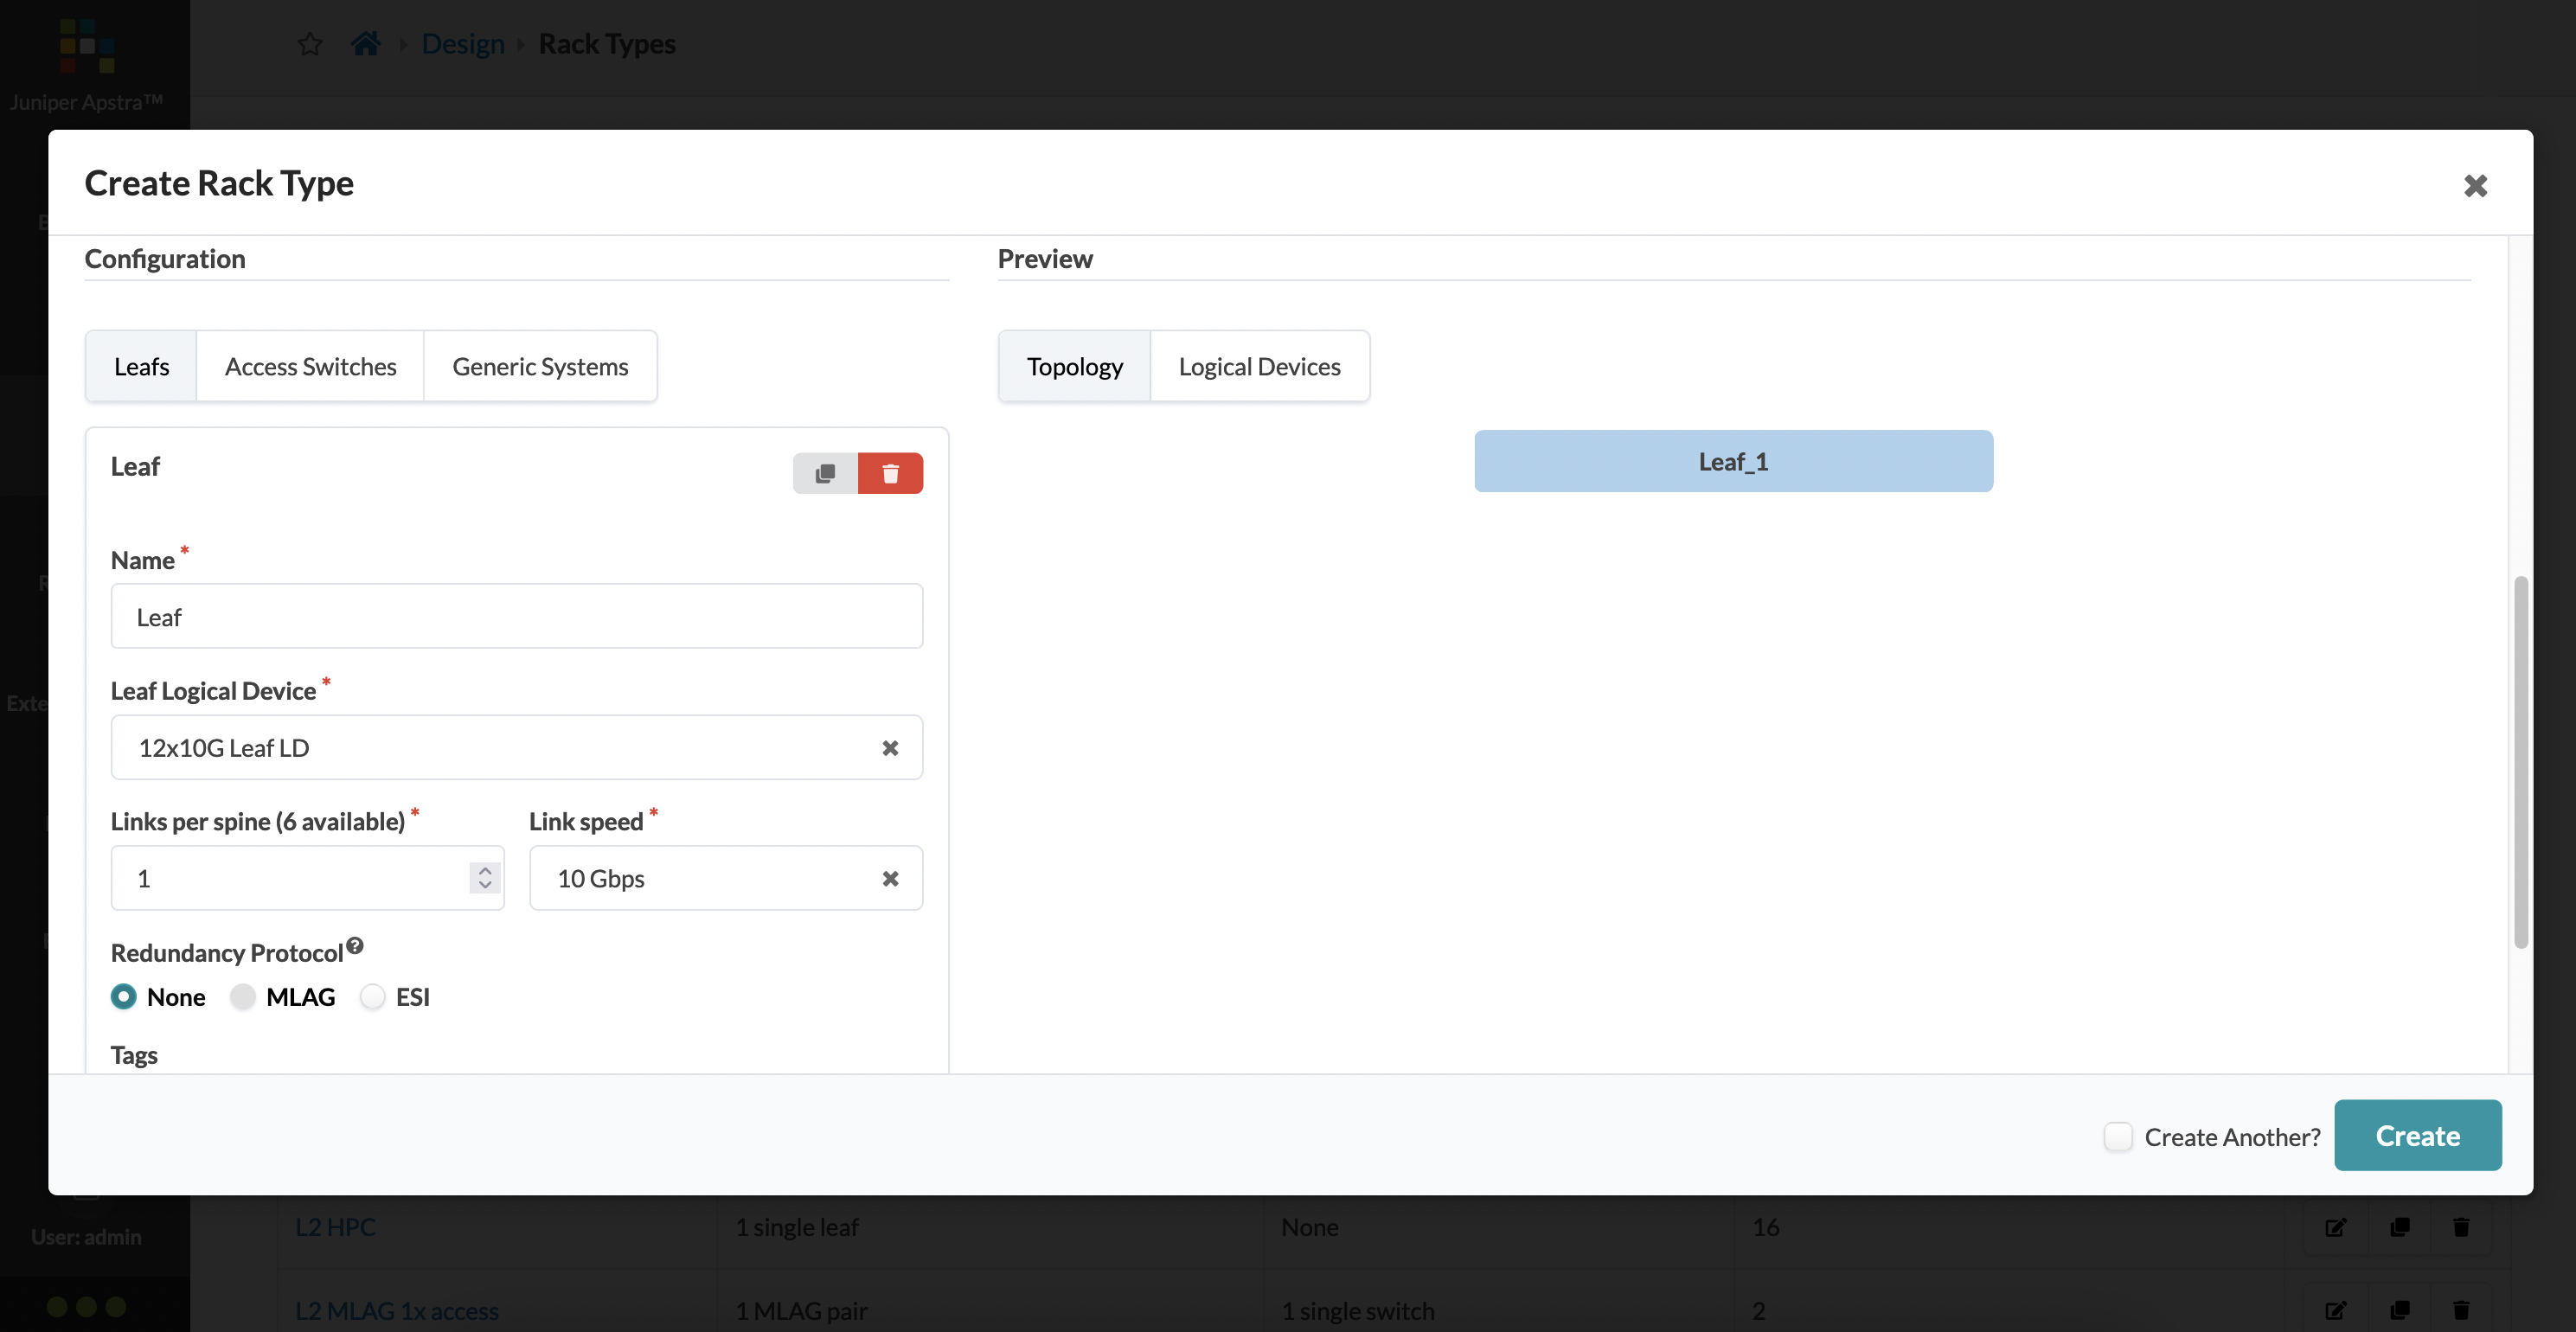 Juniper Apstra™
Design
Rack Types
Create Rack Type
Configuration
Preview
Leafs
Access Switches
Generic Systems
Topology
Logical Devices
Leaf
Leaf_1
Name *
Leaf
Leaf Logical Device *
12x10G Leaf LD
Links per spine (6 available) *
Link speed *
1
10 Gbps
Redundancy Protocol
None
MLAG
ESI
Tags
Create Another?
Create
User: admin
L2 HPC
1 single leaf
None
16
L2 MLAG 1x access
1 MLAG pair
1 single switch
2